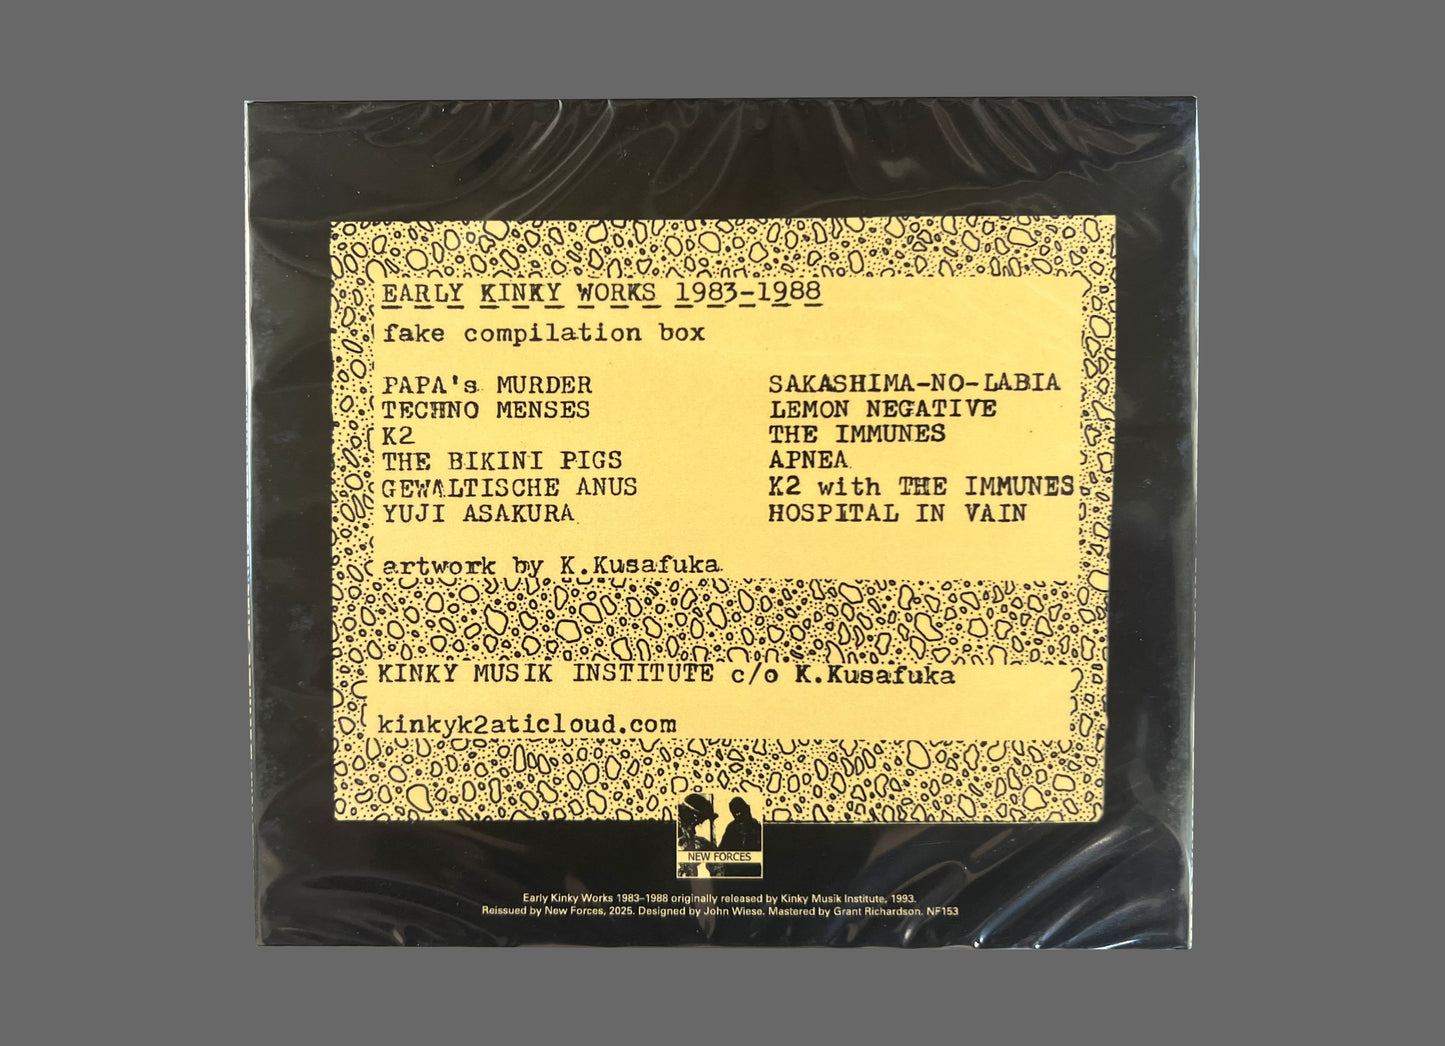 EARLY KINKY WORKS 1983-1988
fake compilation box
PAPA's MURDER
TECHNO MENSES
K2
THE BIKINI PIGS
GEWALTISCHE ANUS
YUJI ASAKURA
SAKASHIMA-NO-LABIA
LEMON NEGATIVE
THE IMMUNES
APNEA
K2 with THE IMMUNES
HOSPITAL IN VAIN
artwork by K.Kusafuka
KINKY MUSIK INSTITUTE c/o K.Kusafuka
kinkyk2aticloud.com
NEW FORCES
Early Kinky Works 1983–1988 originally released by Kinky Musik Institute, 1993.
Reissued by New Forces, 2025. Designed by John Wiese. Mastered by Grant Richardson. NF153